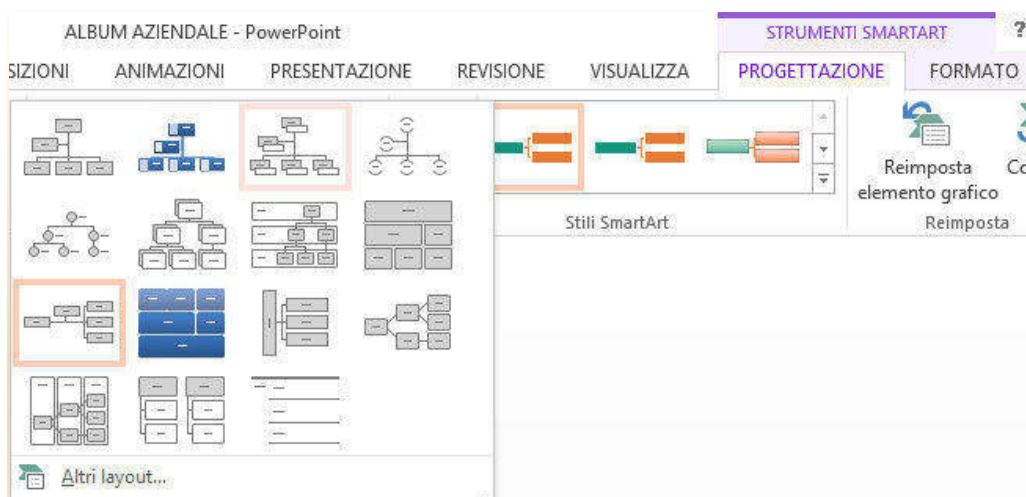 ALBUM AZIENDALE - PowerPoint
STRUMENTI SMARTART
?
SIZIONI ANIMAZIONI PRESENTAZIONE REVISIONE VISUALIZZA PROGETTAZIONE FORMATO
Reimposta
elemento grafico
Co
Stili SmartArt
Reimposta
Altri layout...